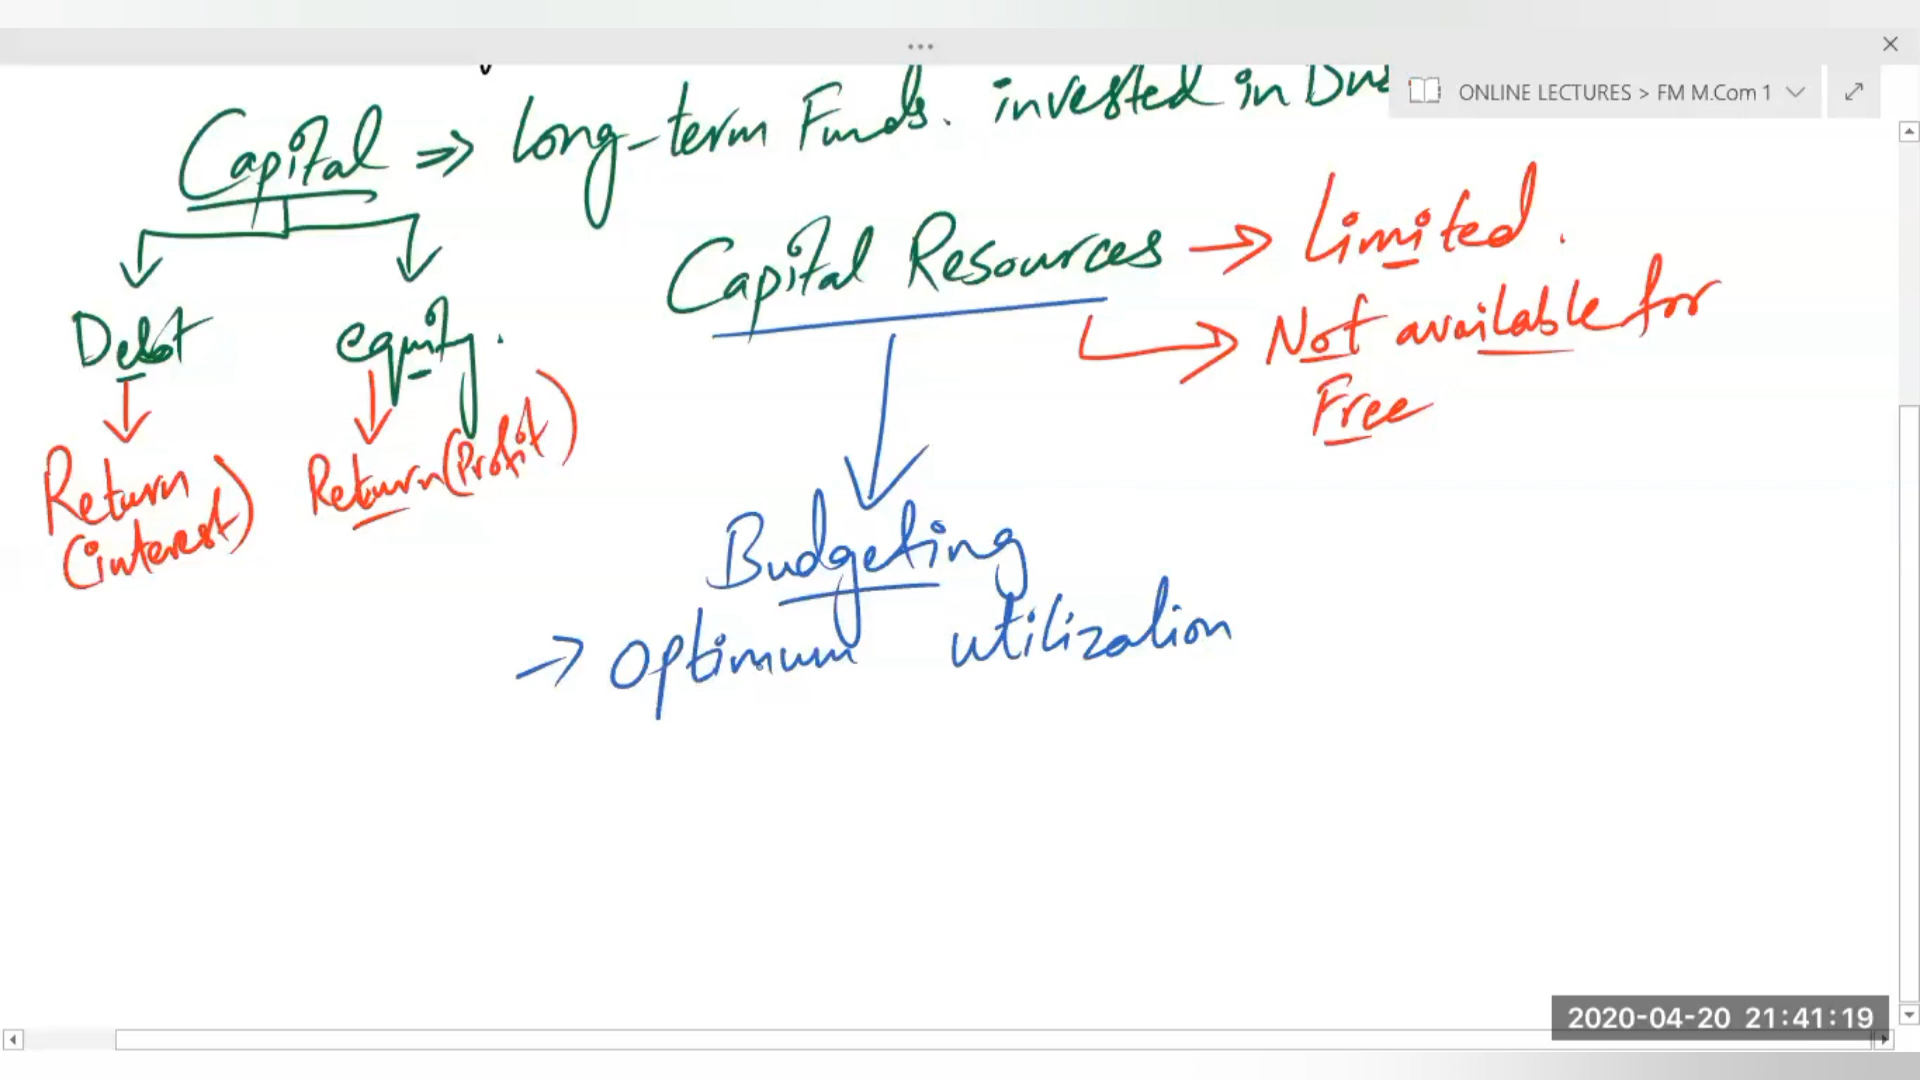 ONLINE LECTURES > FM M.Com 1
Capital ⇒ Long-term Funds. invested in
Capital Resources → Limited.
Not available for
Free
Debt equity.
Return (Profit)
Return
(interest)
Budgeting
→ optimum utilization
2020-04-20 21:41:19